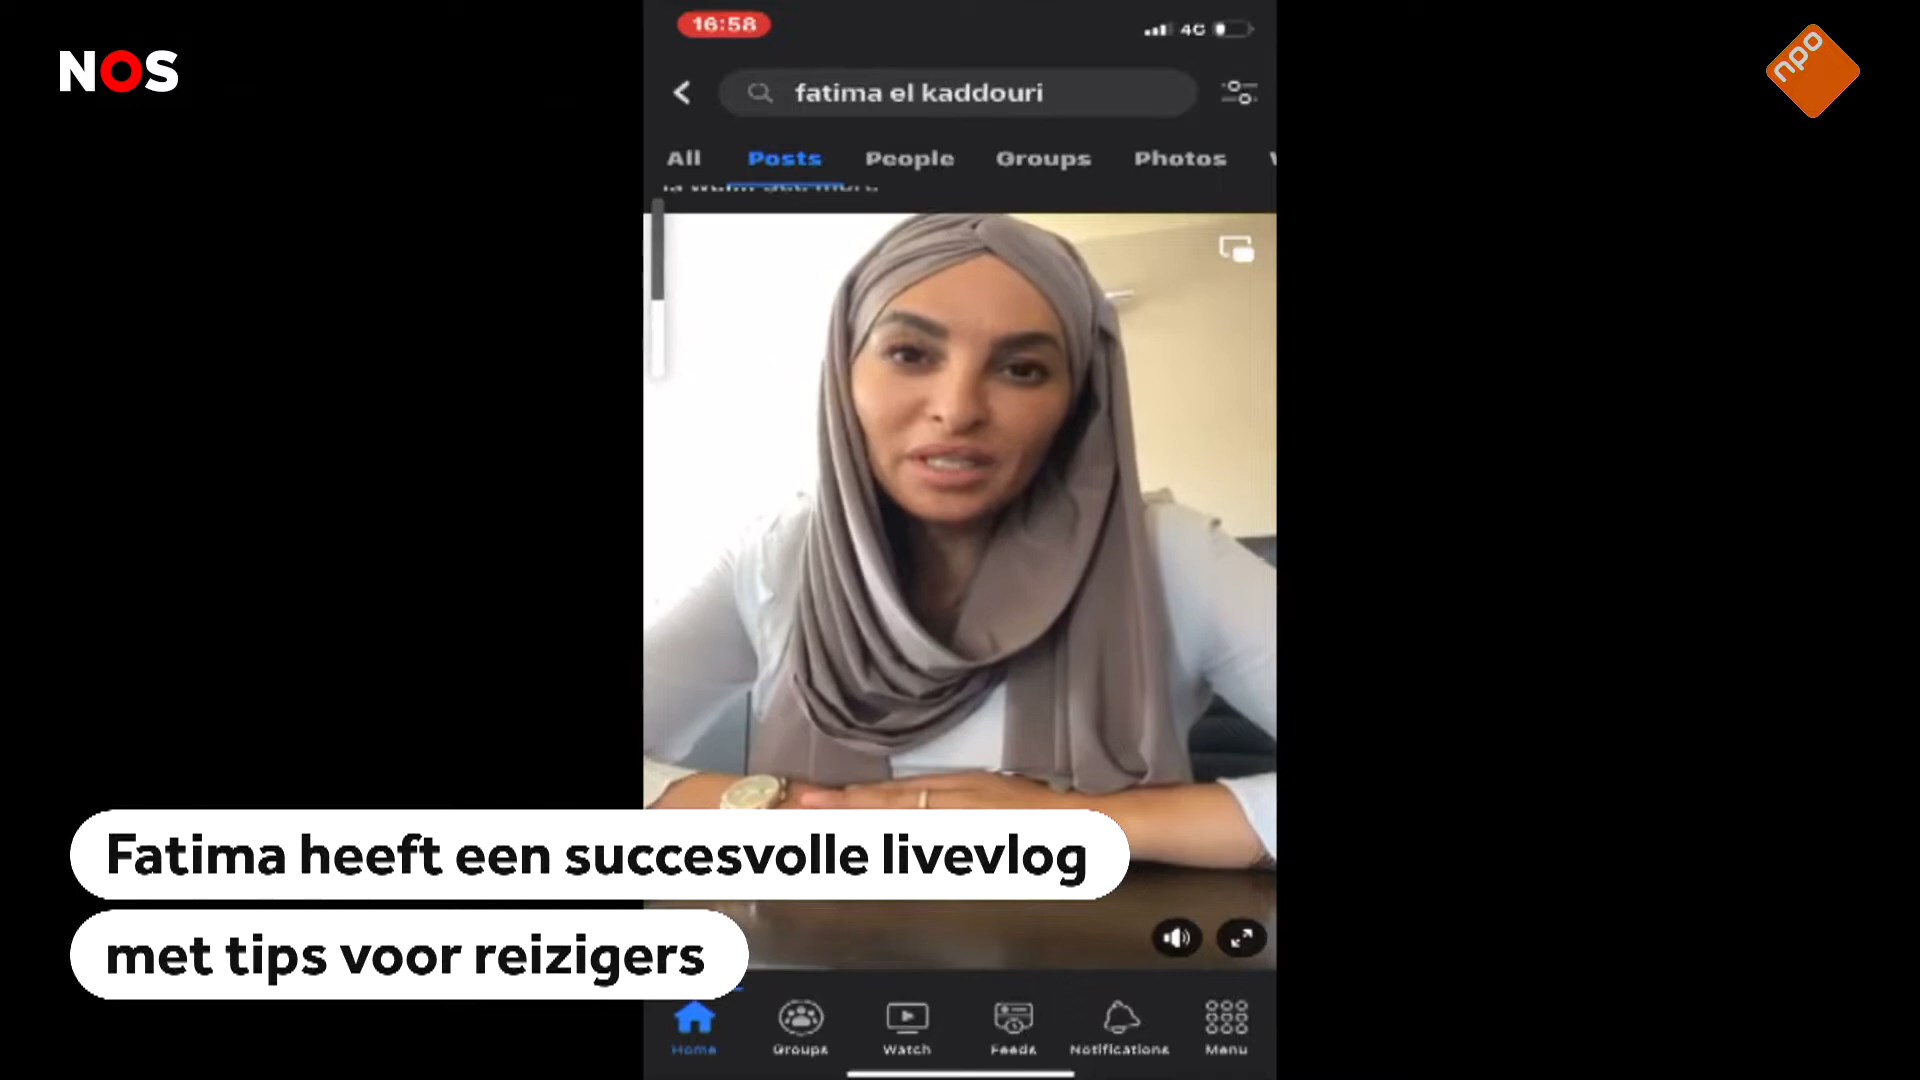 NOS
npo
16:58
4G
fatima el kaddouri
All Posts People Groups Photos
Fatima heeft een succesvolle livevlog
met tips voor reizigers
Home Groups Watch Feeds Notifications Menu